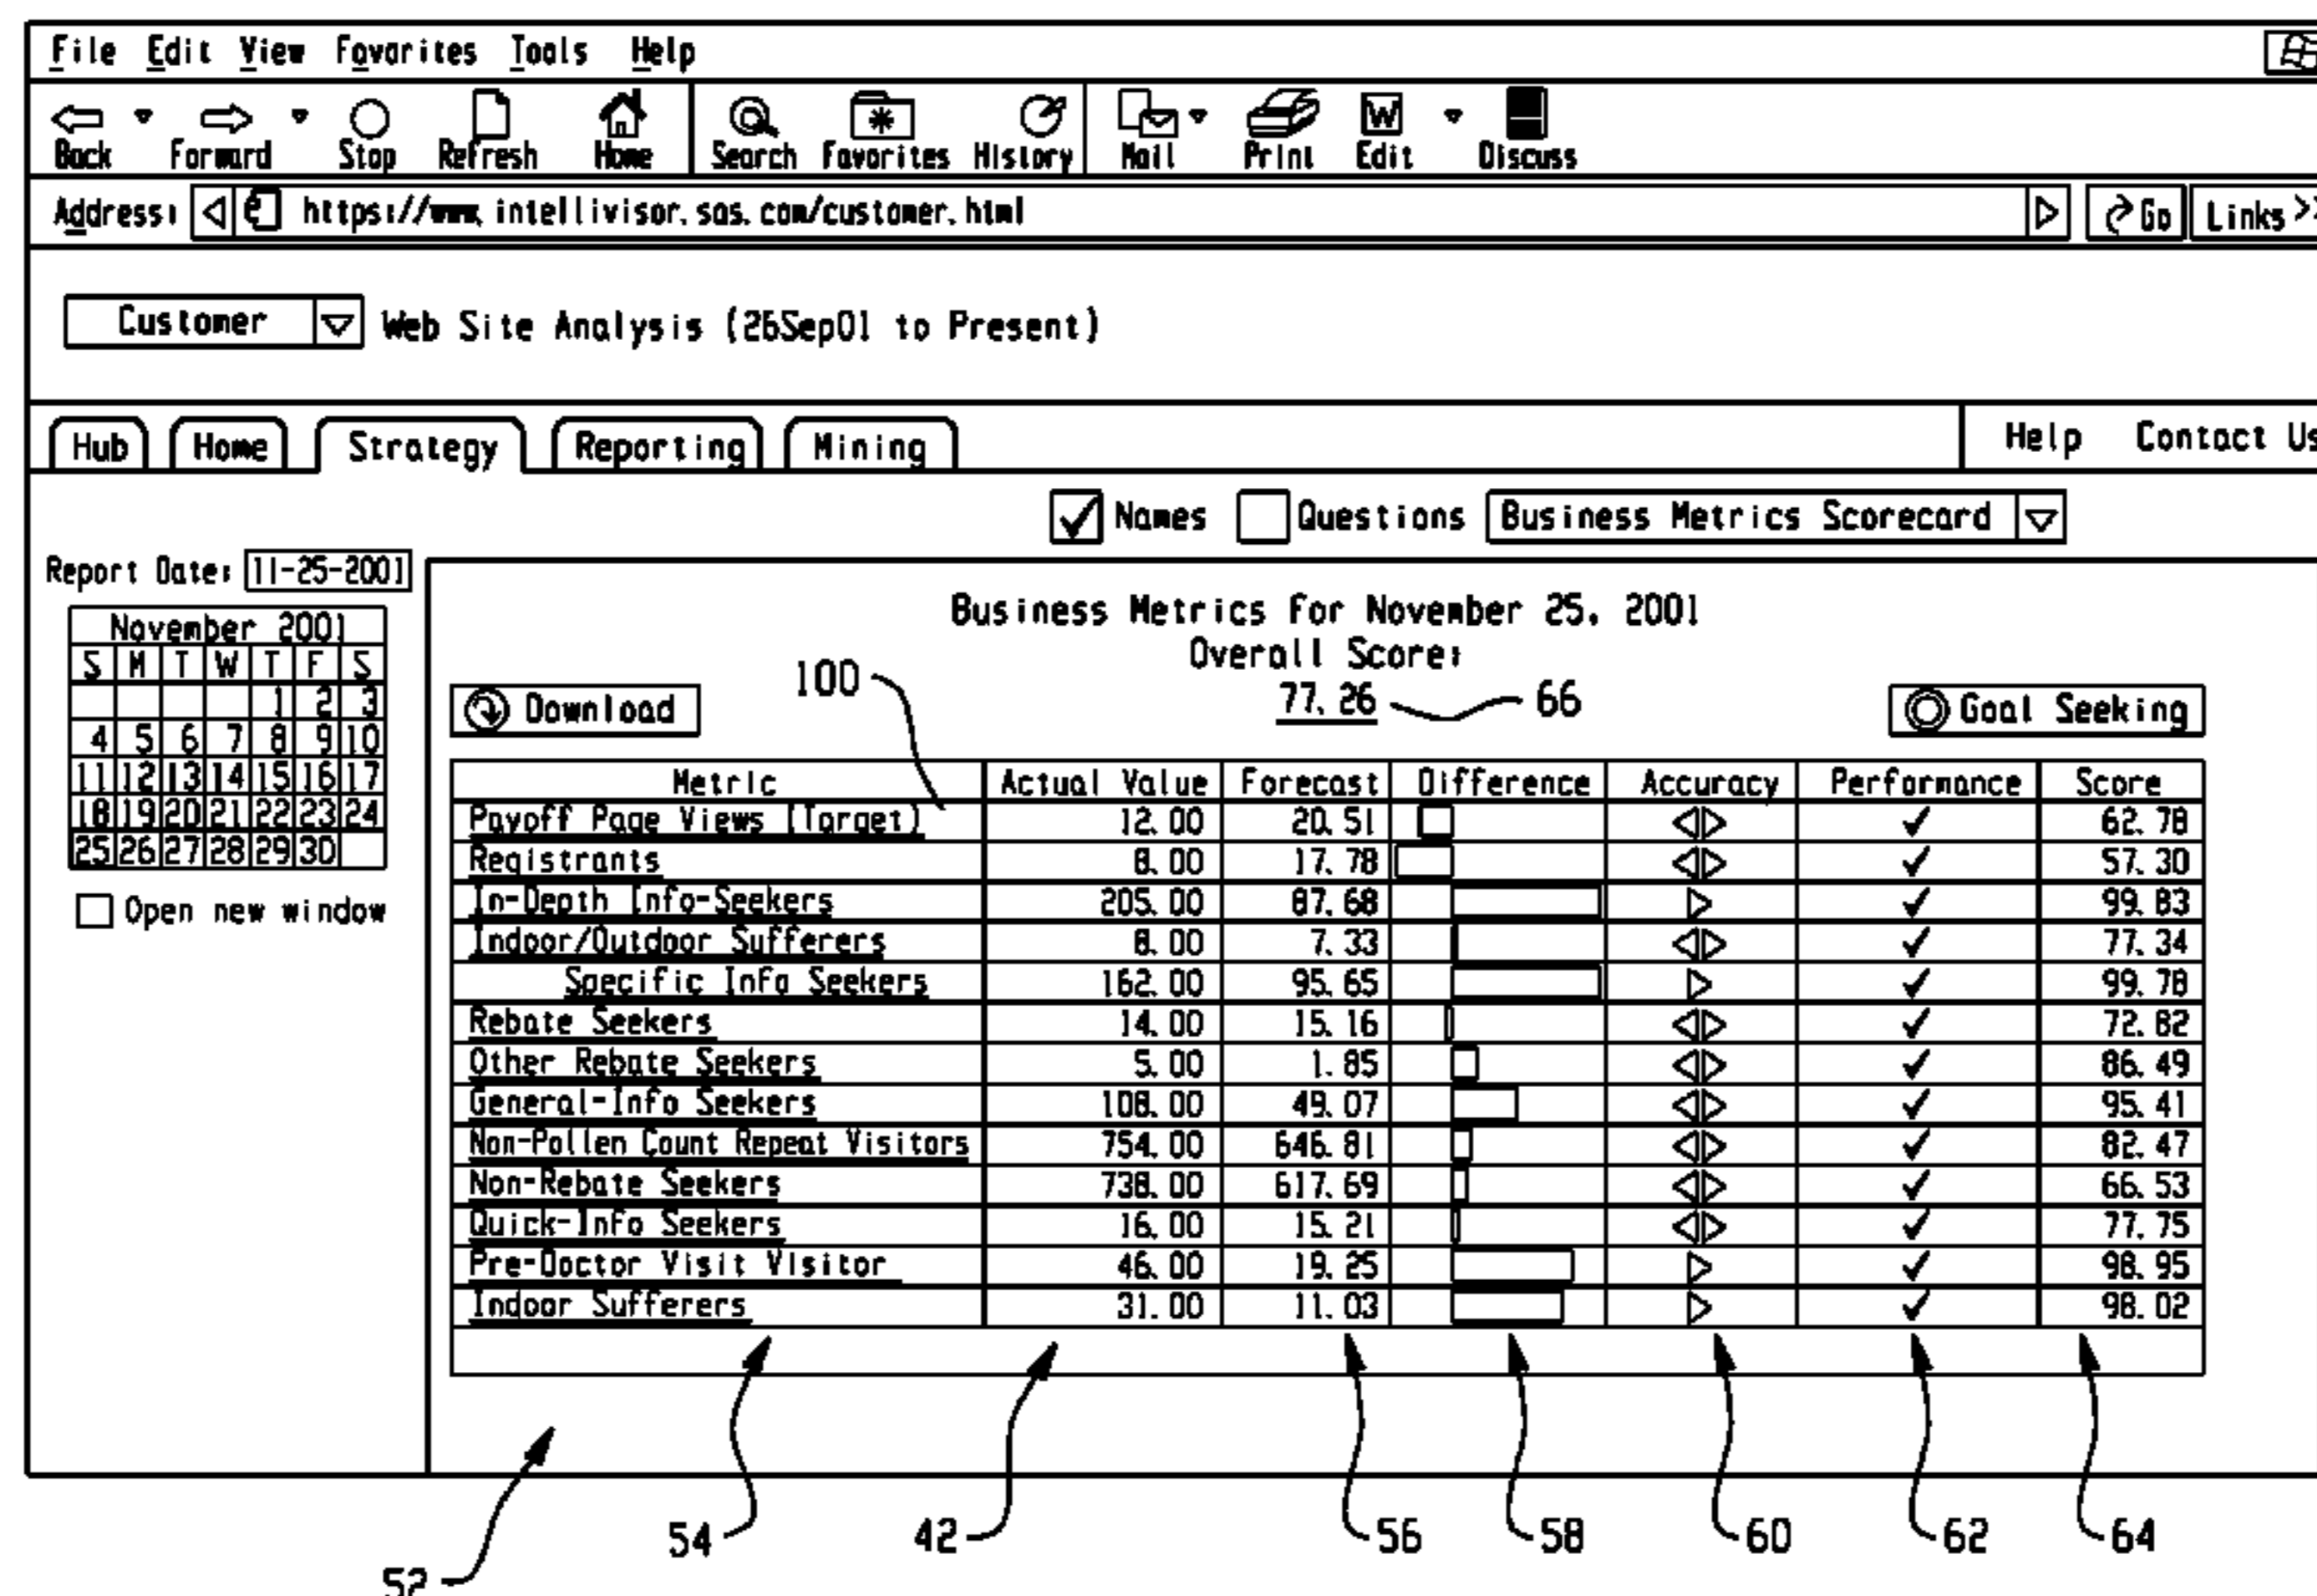 File Edit View Favorites Tools Help
Back Forward Stop Refresh Home Search Favorites History Mail Print Edit Discuss
Address: https://www.intellivisor.sas.com/customer.html Go Links >>
Customer Web Site Analysis (26Sep01 to Present)
Hub Home Strategy Reporting Mining Help Contact Us
Names Questions Business Metrics Scorecard
Report Date: 11-25-2001
November 2001
S M T W T F S
1 2 3
4 5 6 7 8 9 10
11 12 13 14 15 16 17
18 19 20 21 22 23 24
25 26 27 28 29 30
Open new window
Business Metrics For November 25, 2001
Overall Score:
100
77.26 66
Download Goal Seeking
Metric Actual Value Forecast Difference Accuracy Performance Score
Payoff Page Views (Target) 12.00 20.51 62.78
Registrants 8.00 17.78 57.30
In-Depth Info-Seekers 205.00 87.68 99.83
Indoor/Outdoor Sufferers 8.00 7.33 77.34
Specific Info Seekers 162.00 95.65 99.78
Rebate Seekers 14.00 15.16 72.82
Other Rebate Seekers 5.00 1.85 86.49
General-Info Seekers 108.00 49.07 95.41
Non-Pollen Count Repeat Visitors 754.00 646.81 82.47
Non-Rebate Seekers 738.00 617.69 66.53
Quick-Info Seekers 16.00 15.21 77.75
Pre-Doctor Visit Visitor 46.00 19.25 98.95
Indoor Sufferers 31.00 11.03 98.02
54 42 56 58 60 62 64
52